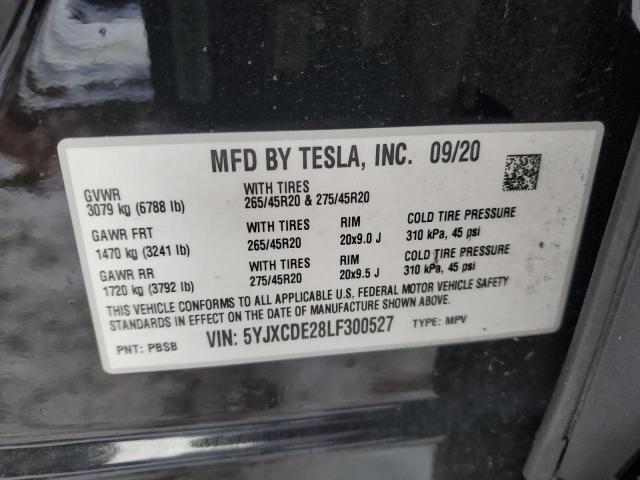 MFD BY TESLA, INC. 09/20
GVWR
3079 kg (6788 lb)
WITH TIRES
265/45R20 & 275/45R20
GAWR FRT
1470 kg (3241 lb)
WITH TIRES
265/45R20
RIM
20x9.0 J
COLD TIRE PRESSURE
310 kPa, 45 psi
GAWR RR
1720 kg (3792 lb)
WITH TIRES
275/45R20
RIM
20x9.5 J
COLD TIRE PRESSURE
310 kPa, 45 psi
THIS VEHICLE CONFORMS TO ALL APPLICABLE U.S. FEDERAL MOTOR VEHICLE SAFETY
STANDARDS IN EFFECT ON THE DATE OF MANUFACTURE SHOWN ABOVE.
PNT: PBSB VIN: 5YJXCDE28LF300527 TYPE: MPV